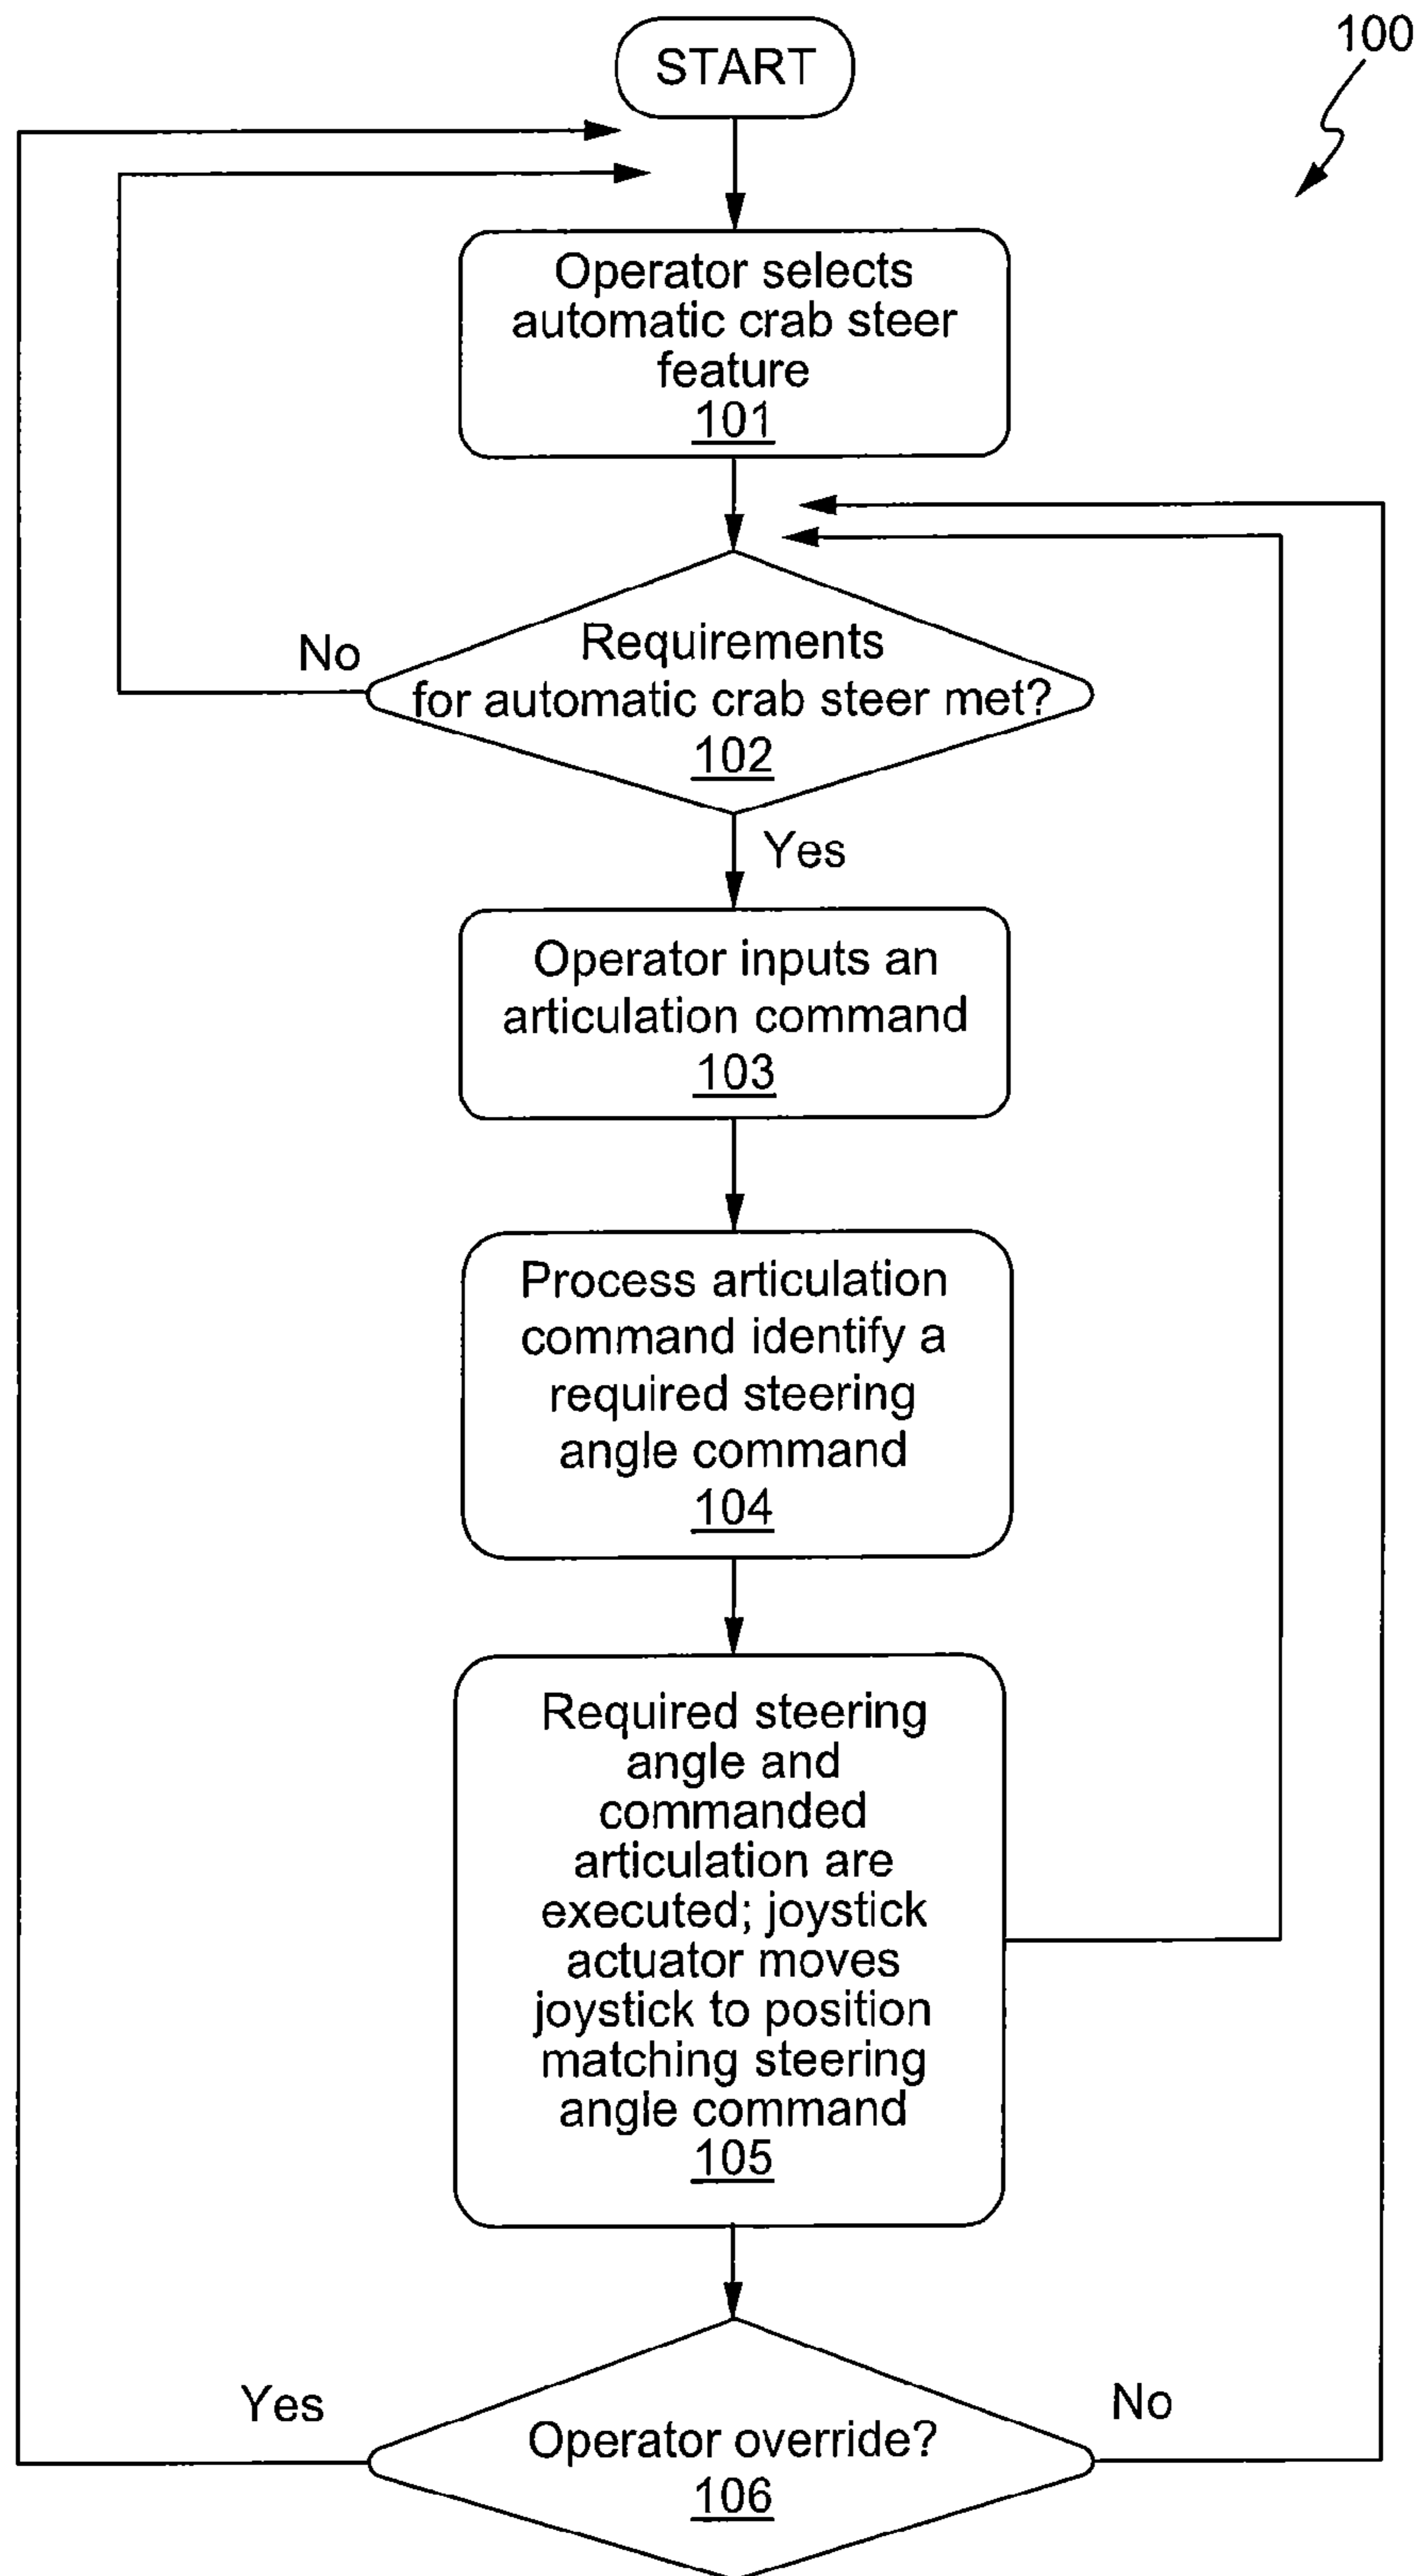 100
START
Operator selects
automatic crab steer
feature
101
No
Requirements
for automatic crab steer met?
102
Yes
Operator inputs an
articulation command
103
Process articulation
command identify a
required steering
angle command
104
Required steering
angle and
commanded
articulation are
executed; joystick
actuator moves
joystick to position
matching steering
angle command
105
Yes
No
Operator override?
106